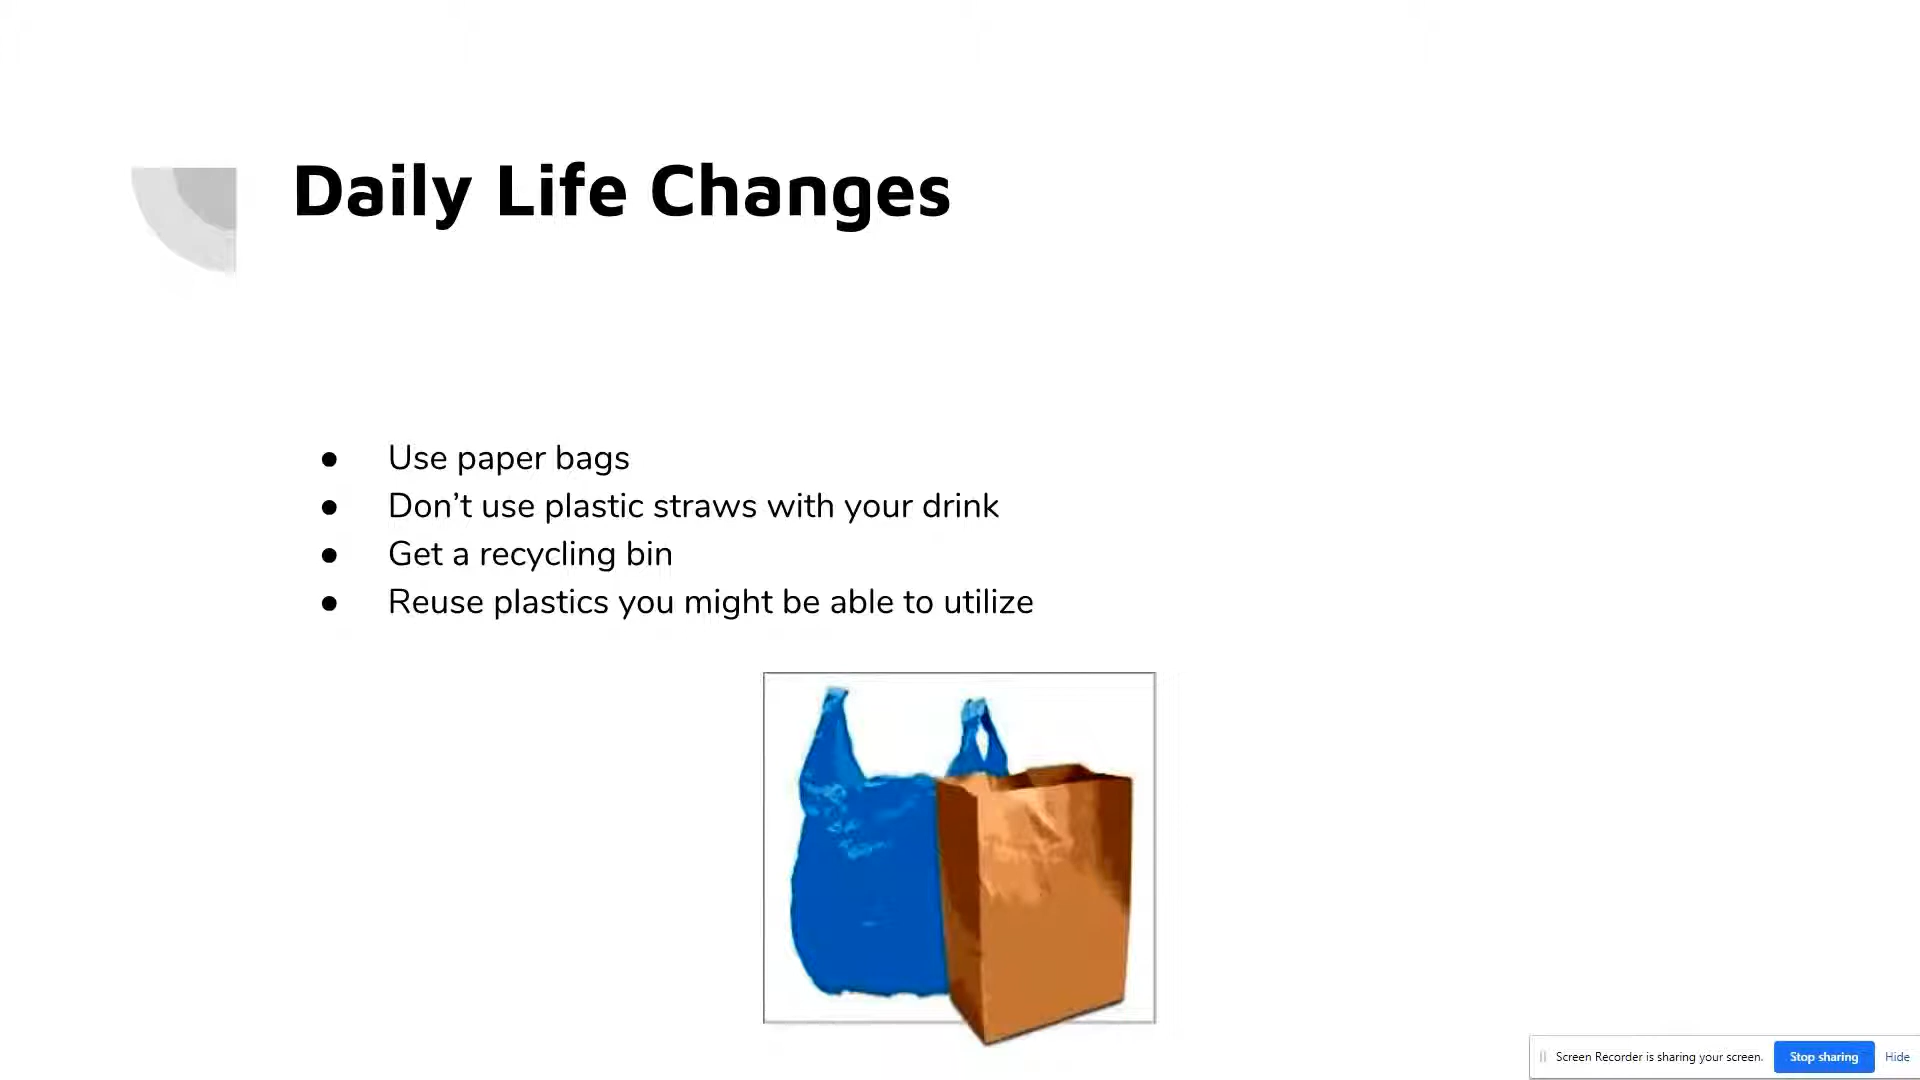 Daily Life Changes
● Use paper bags
● Don’t use plastic straws with your drink
● Get a recycling bin
● Reuse plastics you might be able to utilize
Screen Recorder is sharing your screen. Stop sharing Hide